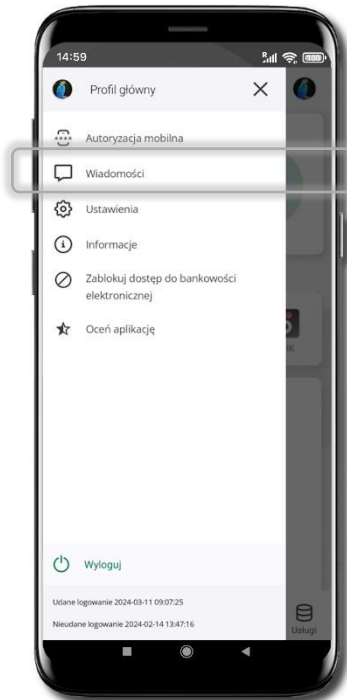 14:59
Profil główny
Autoryzacja mobilna
Wiadomości
Ustawienia
Informacje
Zablokuj dostęp do bankowości
elektronicznej
Oceń aplikację
Wyloguj
Udane logowanie 2024-03-11 09:07:25
Nieudane logowanie 2024-02-14 13:47:16
Usługi